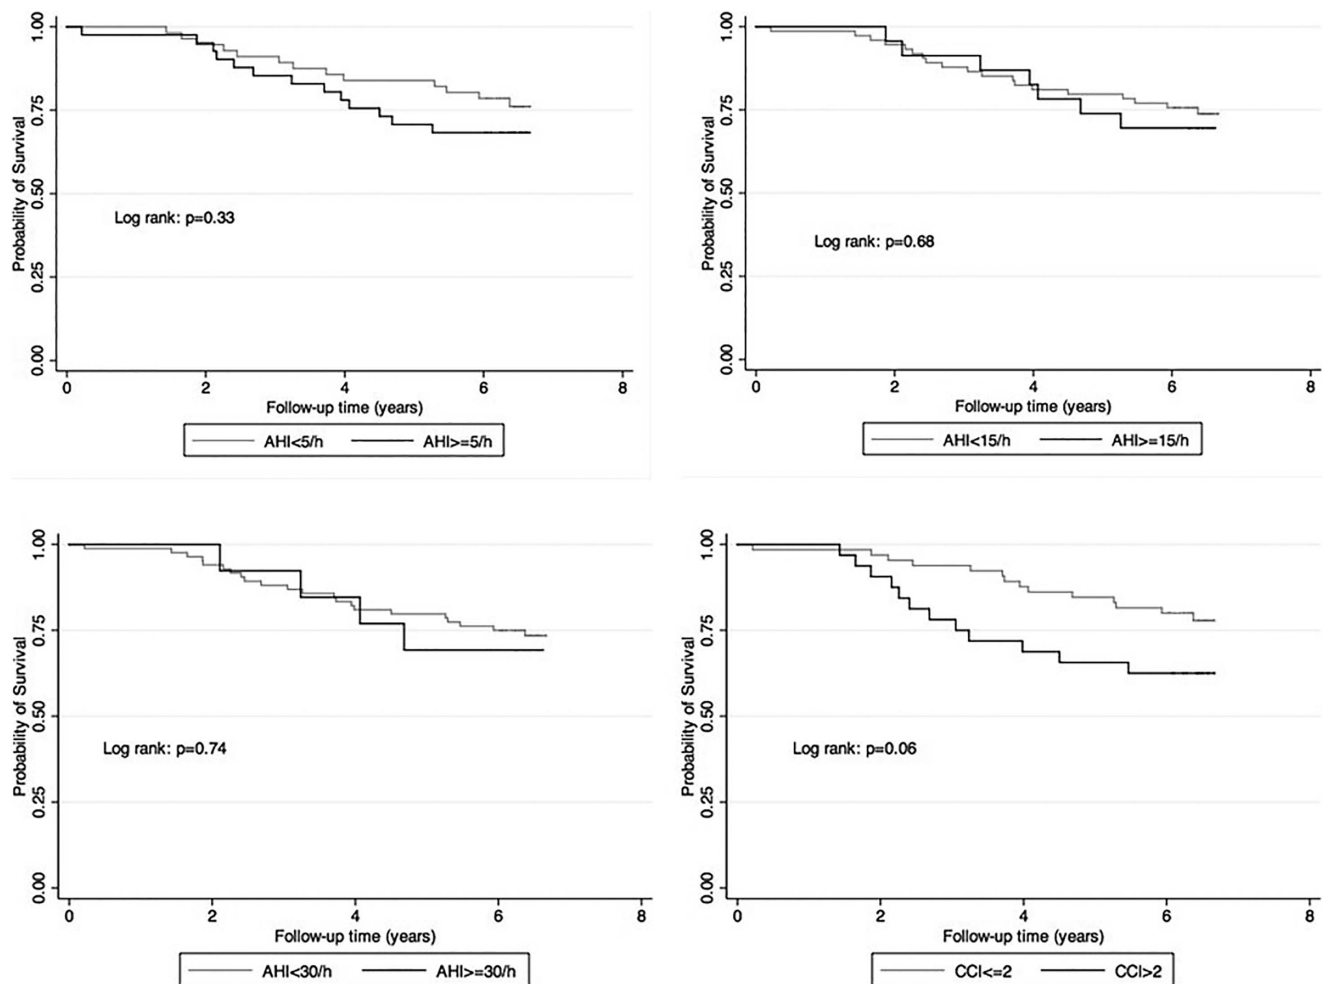 Probability of Survival
1.00
0.75
0.50
0.25
0.00
Log rank: p=0.33
0 2 4 6 8
Follow-up time (years)
AHI<5/h AHI>=5/h
Probability of Survival
1.00
0.75
0.50
0.25
0.00
Log rank: p=0.68
0 2 4 6 8
Follow-up time (years)
AHI<15/h AHI>=15/h
Probability of Survival
1.00
0.75
0.50
0.25
0.00
Log rank: p=0.74
0 2 4 6 8
Follow-up time (years)
AHI<30/h AHI>=30/h
Probability of Survival
1.00
0.75
0.50
0.25
0.00
Log rank: p=0.06
0 2 4 6 8
Follow-up time (years)
CCI<=2 CCI>2